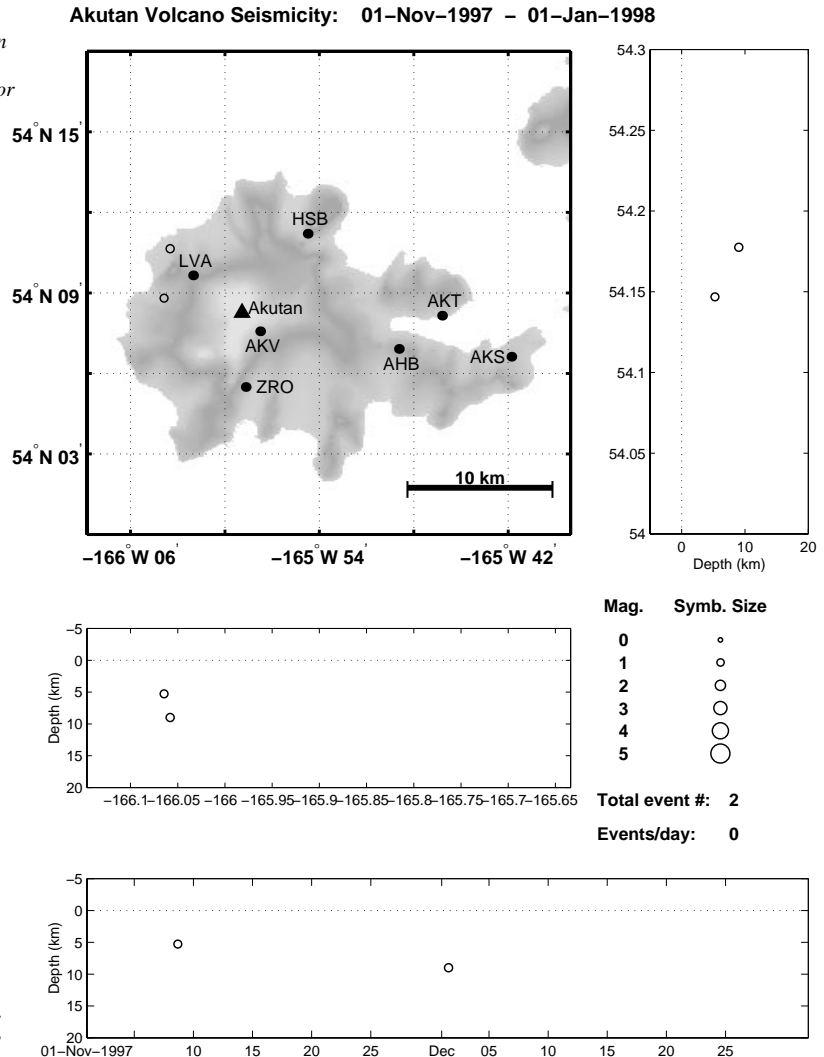 Akutan Volcano Seismicity: 01−Nov−1997 − 01−Jan−1998
n
or
54°N 15'
54°N 09'
54°N 03'
HSB
LVA
Akutan
AKT
AKV
AHB
AKS
ZRO
10 km
−166°W 06' −165°W 54' −165°W 42'
54.3
54.25
54.2
54.15
54.1
54.05
54
0 10 20
Depth (km)
−5
0
5
10
15
20
Depth (km)
−166.1 −166.05 −166 −165.95 −165.9 −165.85 −165.8 −165.75 −165.7 −165.65
Mag. Symb. Size
0
1
2
3
4
5
Total event #: 2
Events/day: 0
−5
0
5
10
15
20
Depth (km)
01−Nov−1997 10 15 20 25 Dec 05 10 15 20 25